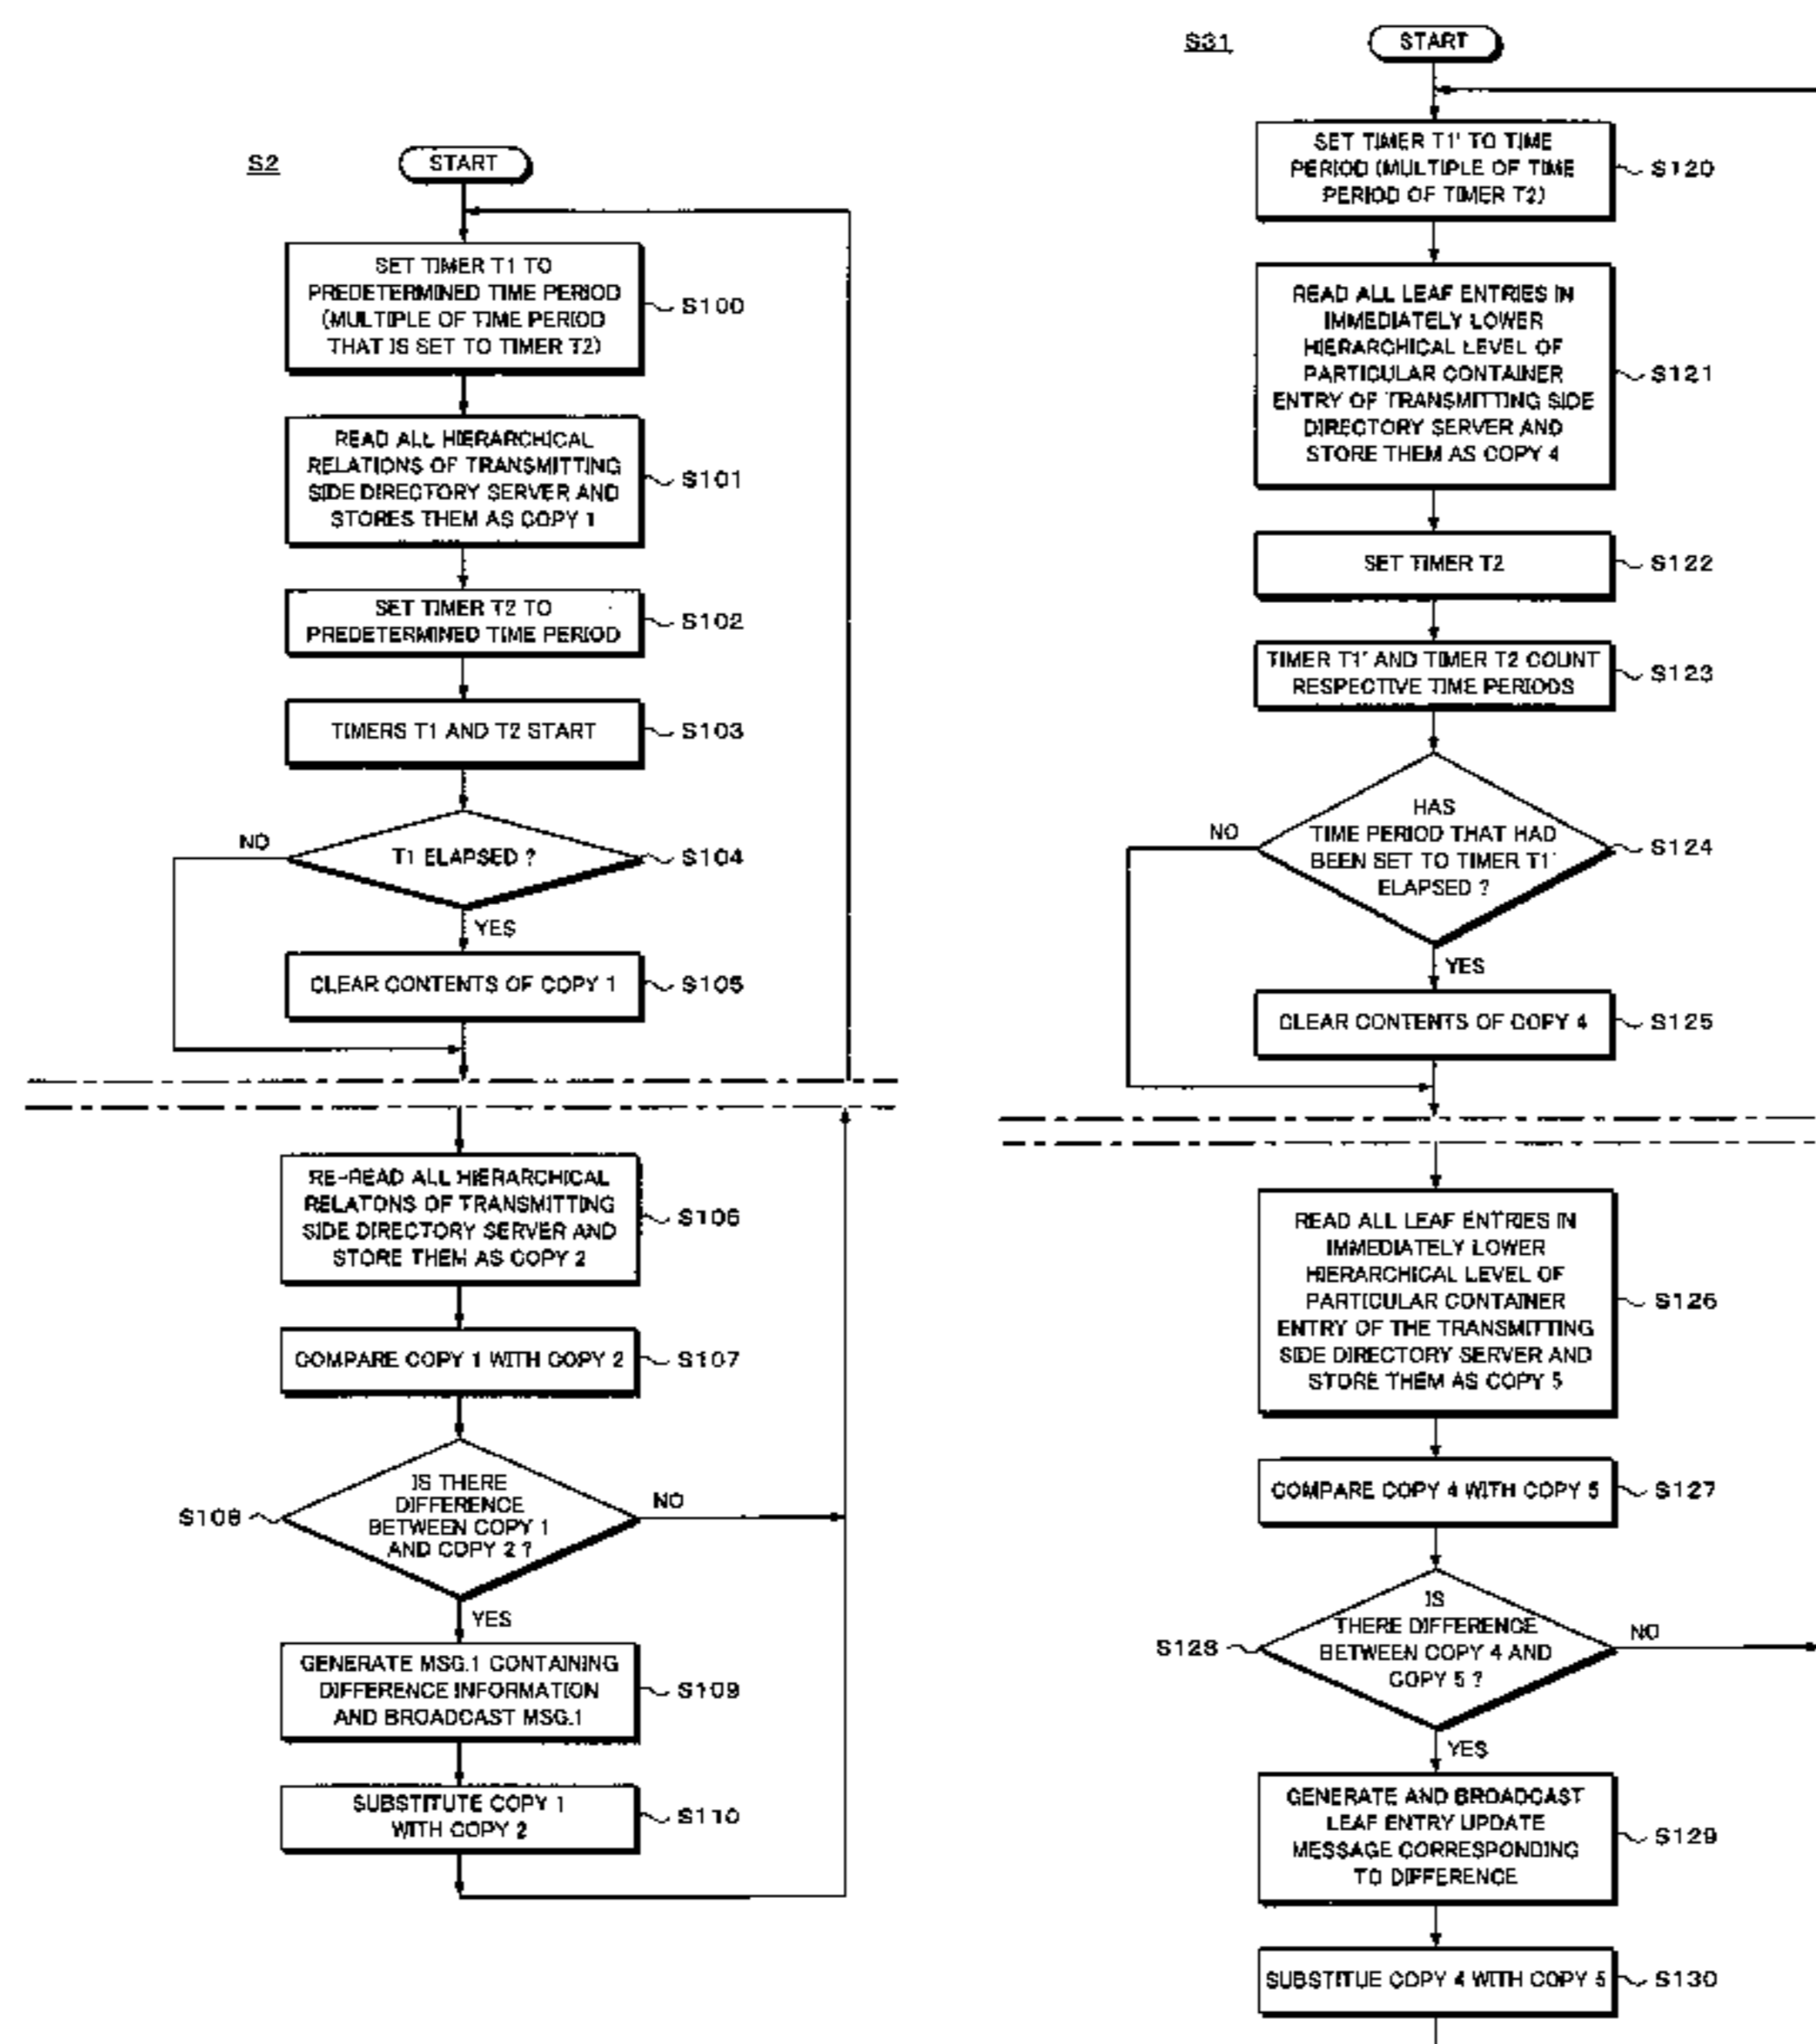 S2
START
SET TIMER T1 TO
PREDETERMINED TIME PERIOD
(MULTIPLE OF TIME PERIOD
THAT IS SET TO TIMER T2)
S100
READ ALL HIERARCHICAL
RELATIONS OF TRANSMITTING
SIDE DIRECTORY SERVER AND
STORES THEM AS COPY 1
S101
SET TIMER T2 TO
PREDETERMINED TIME PERIOD
S102
TIMERS T1 AND T2 START
S103
T1 ELAPSED ?
S104
NO
YES
CLEAR CONTENTS OF COPY 1
S105
RE-READ ALL HIERARCHICAL
RELATONS OF TRANSMITTING
SIDE DIRECTORY SERVER AND
STORE THEM AS COPY 2
S106
COMPARE COPY 1 WITH COPY 2
S107
IS THERE
DIFFERENCE
BETWEEN COPY 1
AND COPY 2 ?
S108
NO
YES
GENERATE MSG.1 CONTAINING
DIFFERENCE INFORMATION
AND BROADCAST MSG.1
S109
SUBSTITUTE COPY 1
WITH COPY 2
S110
S31
START
SET TIMER T1' TO TIME
PERIOD (MULTIPLE OF TIME
PERIOD OF TIMER T2)
S120
READ ALL LEAF ENTRIES IN
IMMEDIATELY LOWER
HIERARCHICAL LEVEL OF
PARTICULAR CONTAINER
ENTRY OF TRANSMITTING SIDE
DIRECTORY SERVER AND
STORE THEM AS COPY 4
S121
SET TIMER T2
S122
TIMER T1' AND TIMER T2 COUNT
RESPECTIVE TIME PERIODS
S123
HAS
TIME PERIOD THAT HAD
BEEN SET TO TIMER T1'
ELAPSED ?
S124
NO
YES
CLEAR CONTENTS OF COPY 4
S125
READ ALL LEAF ENTRIES IN
IMMEDIATELY LOWER
HIERARCHICAL LEVEL OF
PARTICULAR CONTAINER
ENTRY OF THE TRANSMITTING
SIDE DIRECTORY SERVER AND
STORE THEM AS COPY 5
S126
COMPARE COPY 4 WITH COPY 5
S127
IS
THERE DIFFERENCE
BETWEEN COPY 4 AND
COPY 5 ?
S128
NO
YES
GENERATE AND BROADCAST
LEAF ENTRY UPDATE
MESSAGE CORRESPONDING
TO DIFFERENCE
S129
SUBSTITUE COPY 4 WITH COPY 5
S130